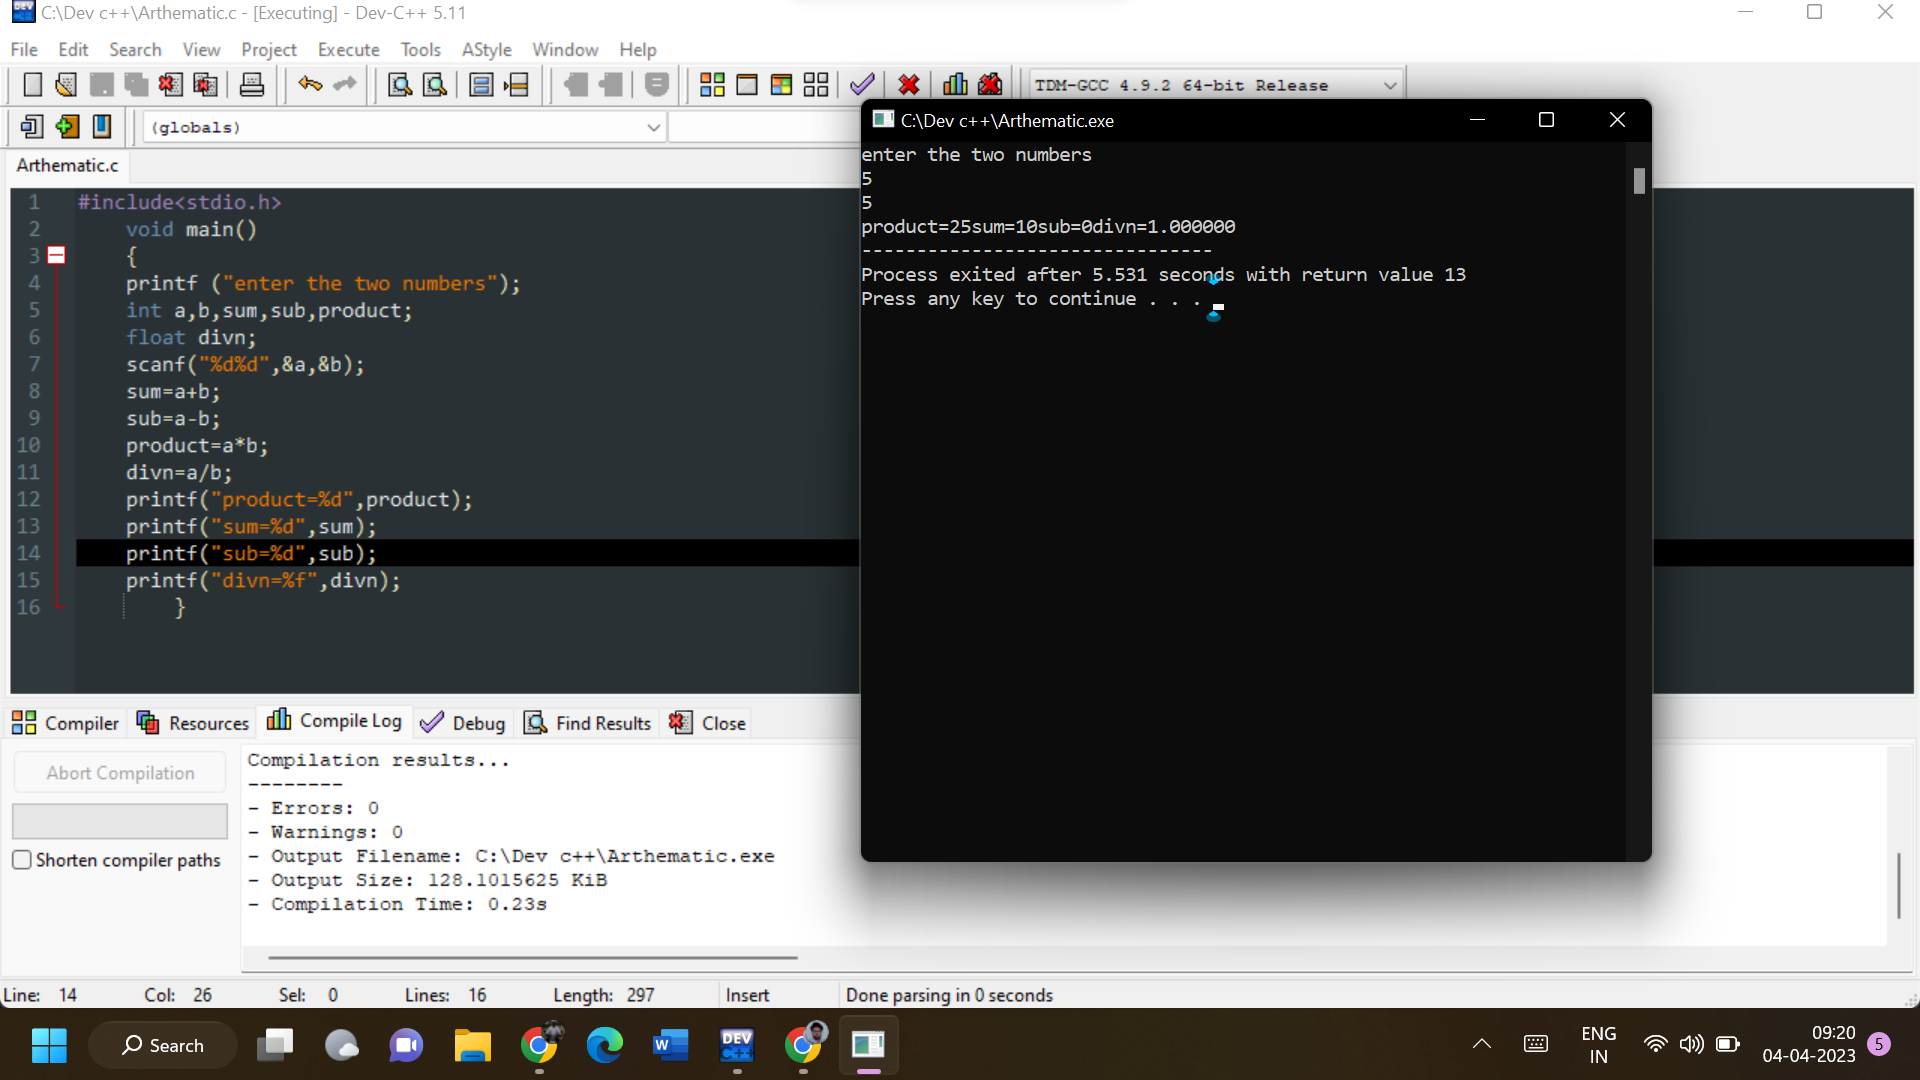 C:\Dev c++\Arthematic.c - [Executing] - Dev-C++ 5.11
File Edit Search View Project Execute Tools AStyle Window Help
TDM-GCC 4.9.2 64-bit Release
(globals)
Arthematic.c
1 #include<stdio.h>
2 void main()
3 {
4 printf ("enter the two numbers");
5 int a,b,sum,sub,product;
6 float divn;
7 scanf("%d%d",&a,&b);
8 sum=a+b;
9 sub=a-b;
10 product=a*b;
11 divn=a/b;
12 printf("product=%d",product);
13 printf("sum=%d",sum);
14 printf("sub=%d",sub);
15 printf("divn=%f",divn);
16 }
C:\Dev c++\Arthematic.exe
enter the two numbers
5
5
product=25sum=10sub=0divn=1.000000
--------------------------------
Process exited after 5.531 seconds with return value 13
Press any key to continue . . .
Compiler Resources Compile Log Debug Find Results Close
Abort Compilation
Shorten compiler paths
Compilation results...
--------
- Errors: 0
- Warnings: 0
- Output Filename: C:\Dev c++\Arthematic.exe
- Output Size: 128.1015625 KiB
- Compilation Time: 0.23s
Line: 14 Col: 26 Sel: 0 Lines: 16 Length: 297 Insert Done parsing in 0 seconds
Search
DEV C++
W
ENG
IN
09:20
04-04-2023
5